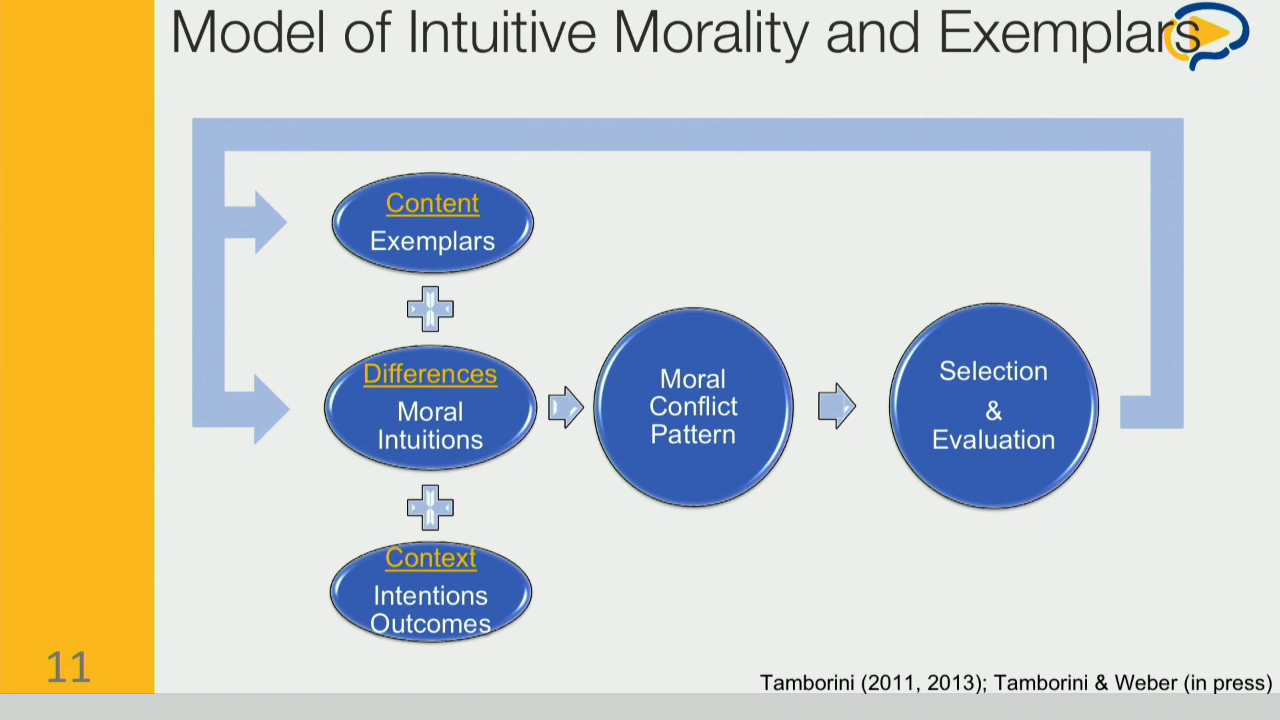 Model of Intuitive Morality and Exemplars
Content
Exemplars
Differences
Moral
Intuitions
Context
Intentions
Outcomes
Moral
Conflict
Pattern
Selection
&
Evaluation
11
Tamborini (2011, 2013); Tamborini & Weber (in press)